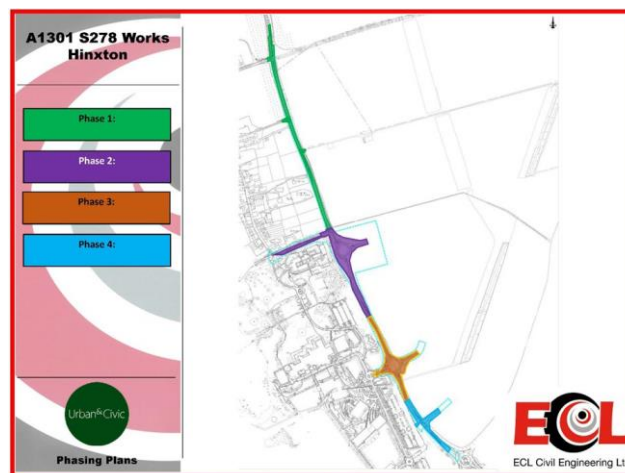 A1301 S278 Works
Hinxton
Phase 1:
Phase 2:
Phase 3:
Phase 4:
Urban&Civic
Phasing Plans
ECL
ECL Civil Engineering Lt